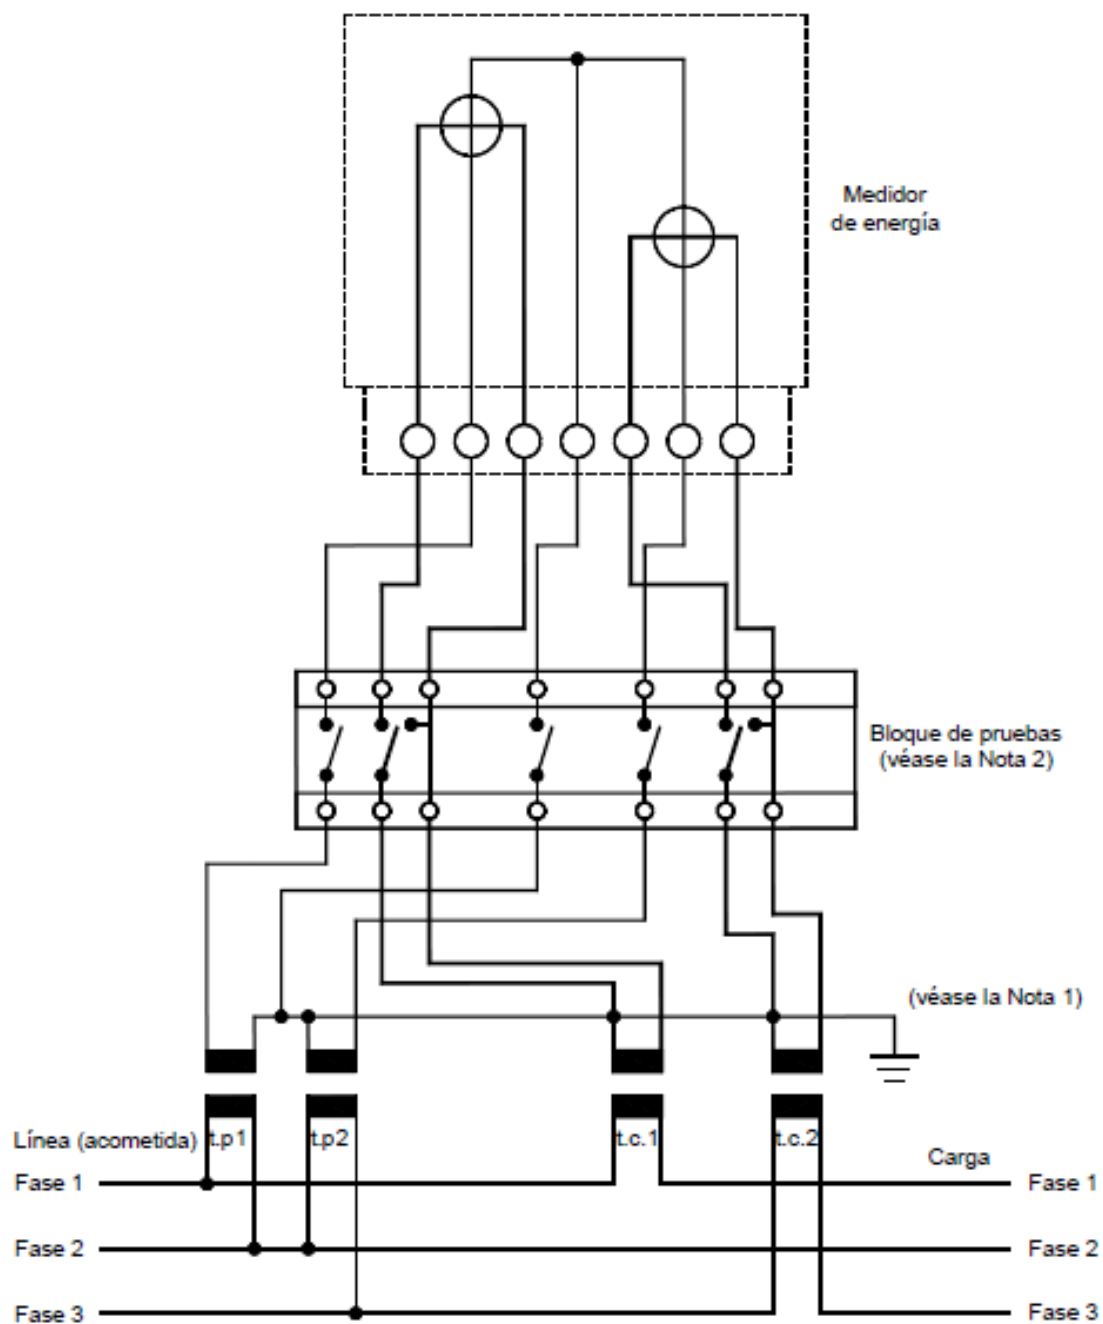 Medidor
de energía
Bloque de pruebas
(véase la Nota 2)
(véase la Nota 1)
Línea (acometida)
t.p1
t.p2
t.c.1
t.c.2
Carga
Fase 1
Fase 1
Fase 2
Fase 2
Fase 3
Fase 3